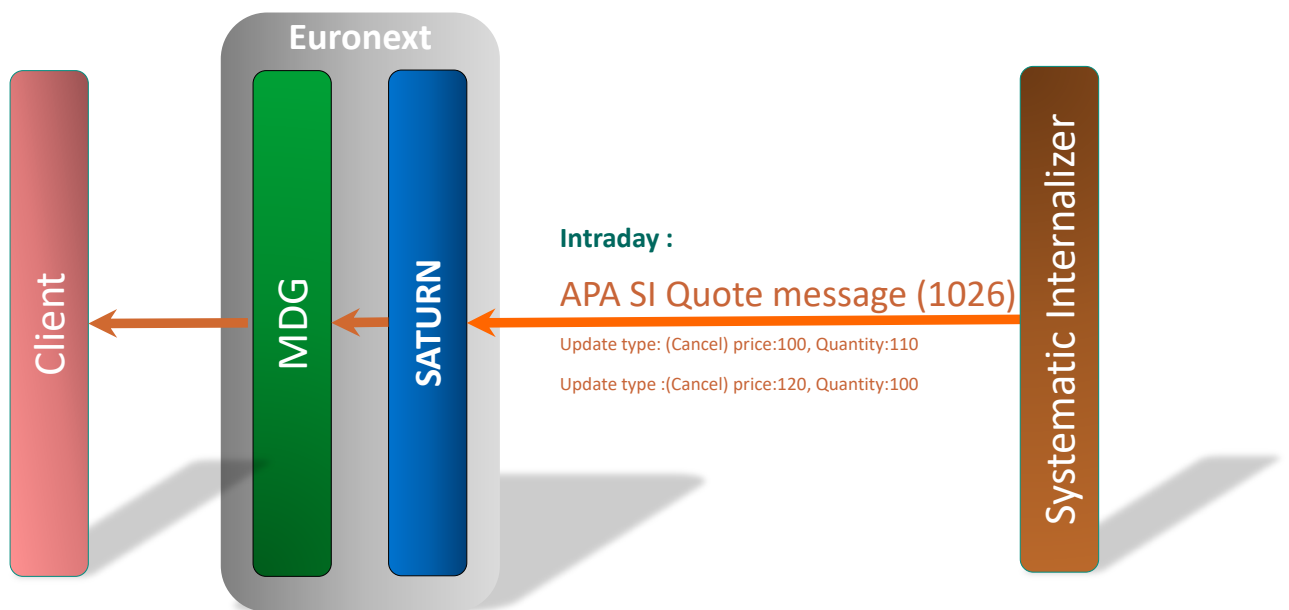 Euronext
Client
MDG
SATURN
Intraday :
APA SI Quote message (1026)
Update type: (Cancel) price:100, Quantity:110
Update type :(Cancel) price:120, Quantity:100
Systematic Internalizer